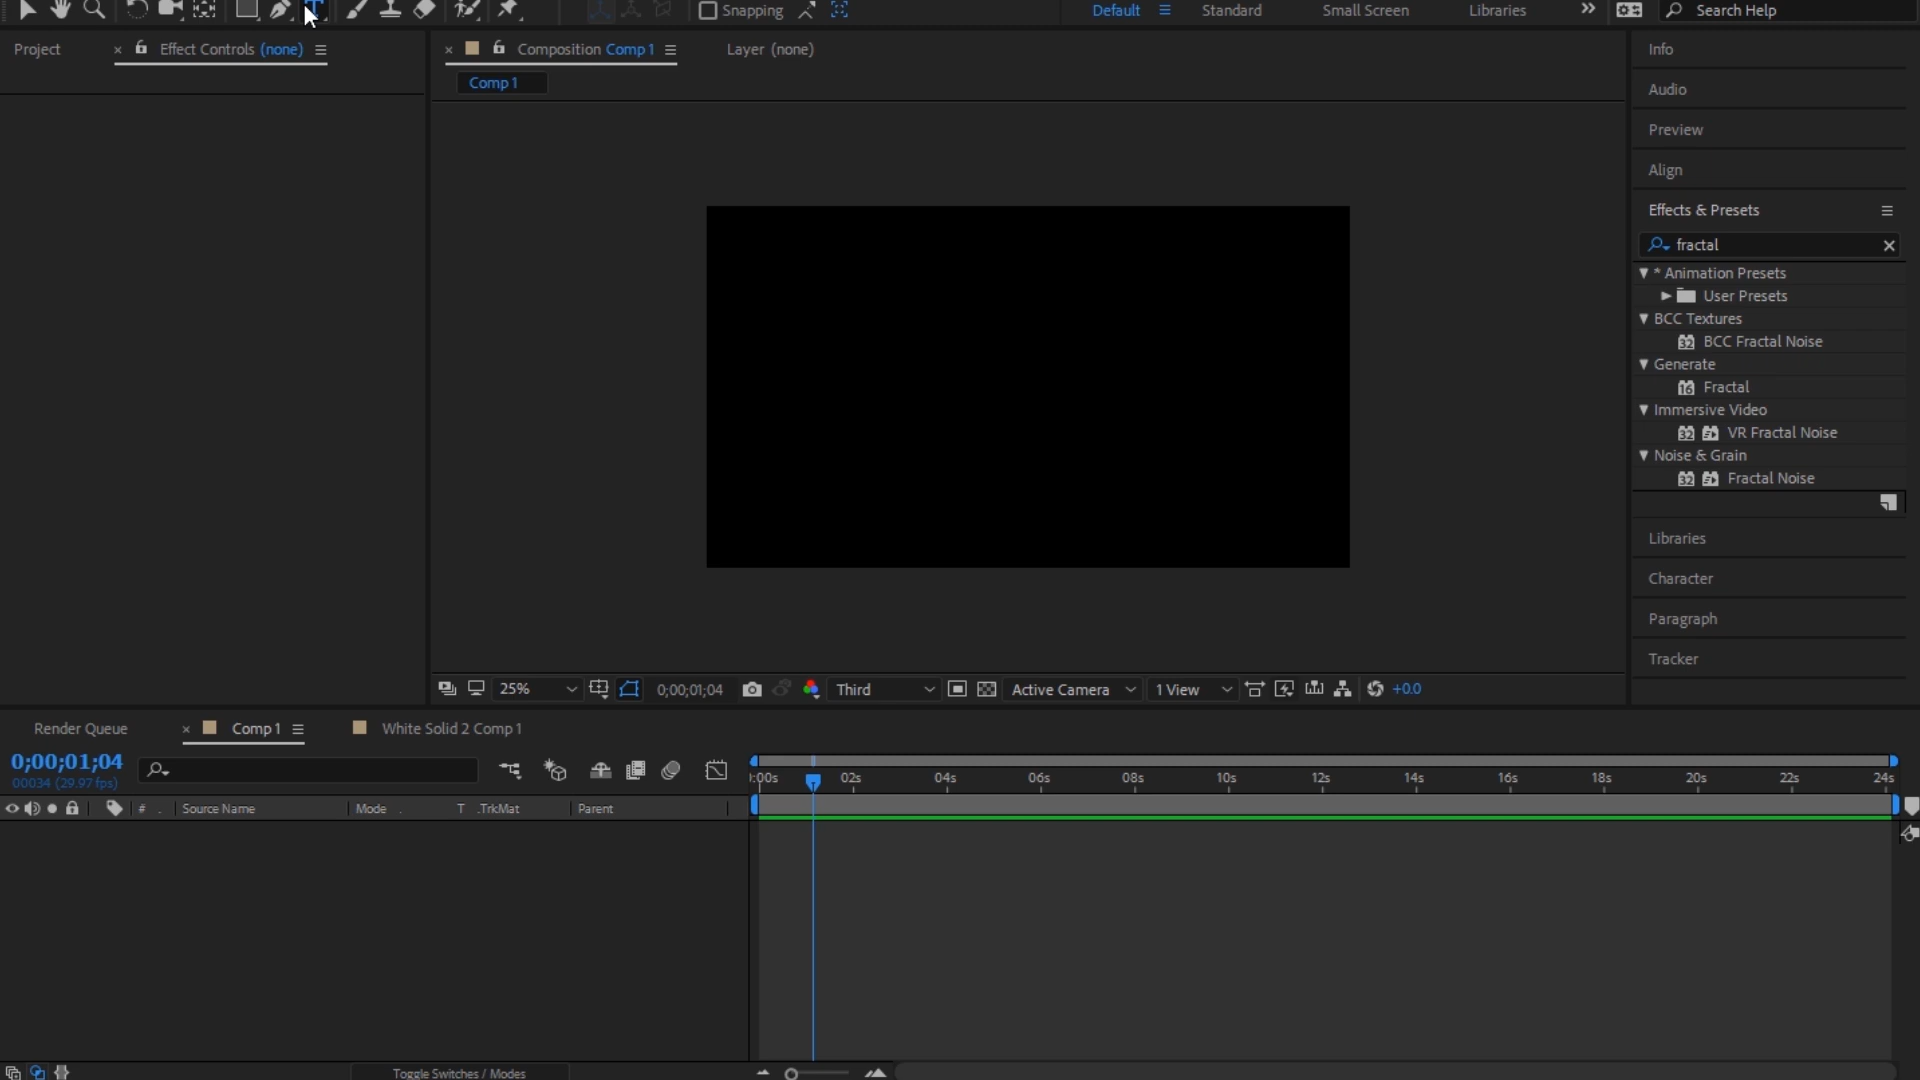 Snapping
Default
Standard
Small Screen
Libraries
Search Help
Project
Effect Controls (none)
Composition Comp 1
Layer (none)
Comp 1
Info
Audio
Preview
Align
Effects & Presets
fractal
* Animation Presets
User Presets
BCC Textures
32 BCC Fractal Noise
Generate
16 Fractal
Immersive Video
32 VR Fractal Noise
Noise & Grain
32 Fractal Noise
Libraries
Character
Paragraph
Tracker
25%
0;00;01;04
Third
Active Camera
1 View
+0.0
Render Queue
Comp 1
White Solid 2 Comp 1
0;00;01;04
00034 (29.97 fps)
):00s 02s 04s 06s 08s 10s 12s 14s 16s 18s 20s 22s 24s
# Source Name Mode T .TrkMat Parent
Toggle Switches / Modes